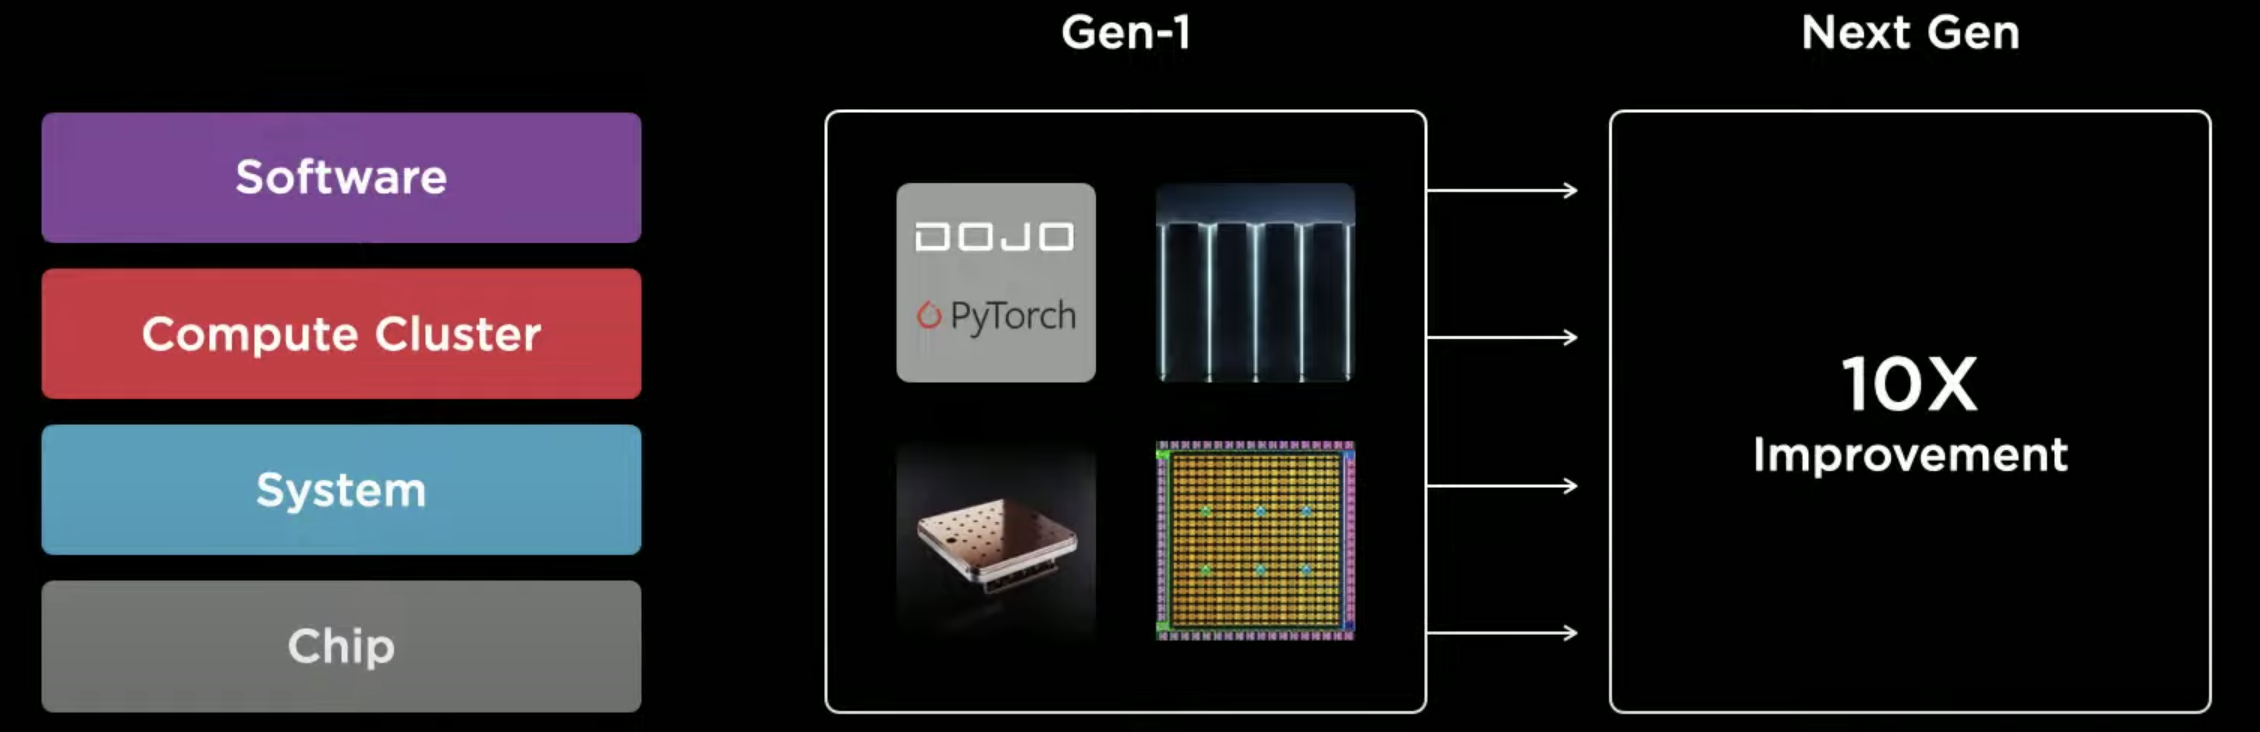 Gen-1
Next Gen
Software
Compute Cluster
System
Chip
DOJO
PyTorch
10X
Improvement